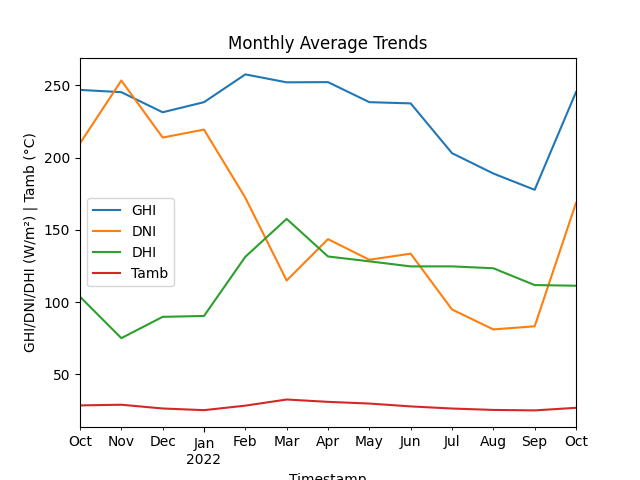 Monthly Average Trends
GHI/DNI/DHI (W/m²) | Tamb (°C)
250
200
150
100
50
GHI
DNI
DHI
Tamb
Oct Nov Dec Jan Feb Mar Apr May Jun Jul Aug Sep Oct
2022
Timestamp